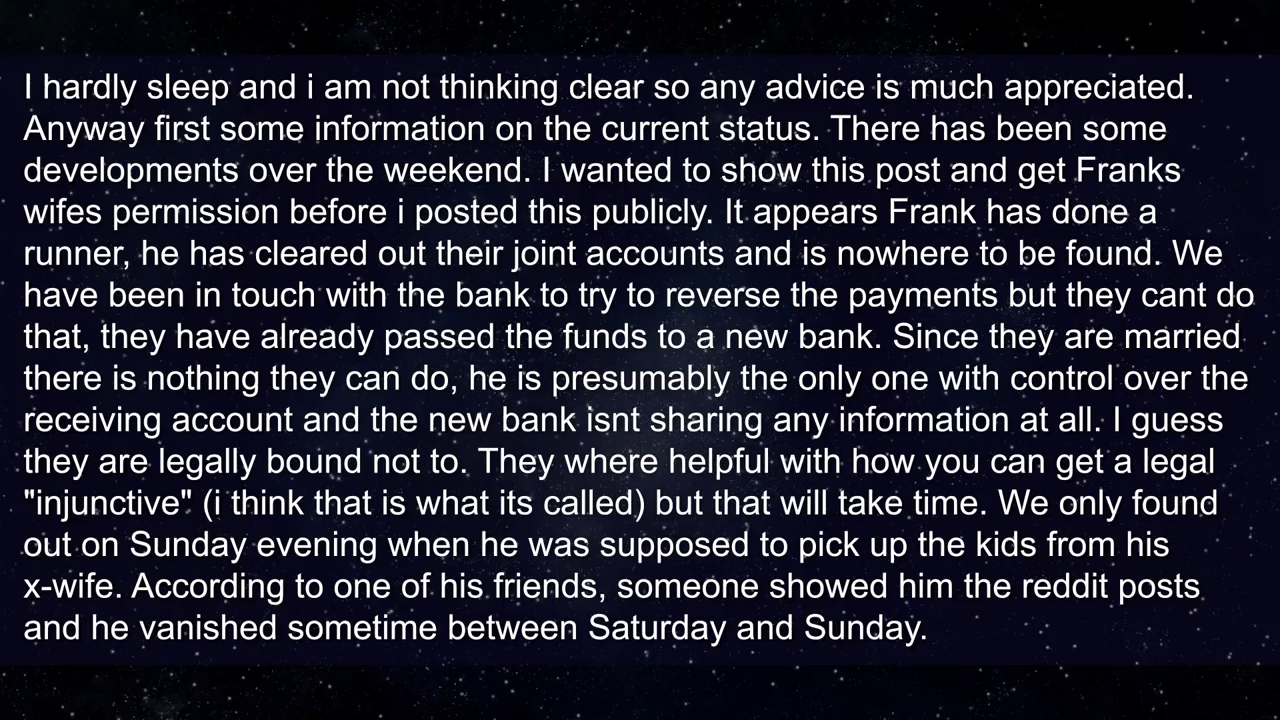 I hardly sleep and i am not thinking clear so any advice is much appreciated.
Anyway first some information on the current status. There has been some
developments over the weekend. I wanted to show this post and get Franks
wifes permission before i posted this publicly. It appears Frank has done a
runner, he has cleared out their joint accounts and is nowhere to be found. We
have been in touch with the bank to try to reverse the payments but they cant do
that, they have already passed the funds to a new bank. Since they are married
there is nothing they can do, he is presumably the only one with control over the
receiving account and the new bank isnt sharing any information at all. I guess
they are legally bound not to. They where helpful with how you can get a legal
"injunctive" (i think that is what its called) but that will take time. We only found
out on Sunday evening when he was supposed to pick up the kids from his
x-wife. According to one of his friends, someone showed him the reddit posts
and he vanished sometime between Saturday and Sunday.